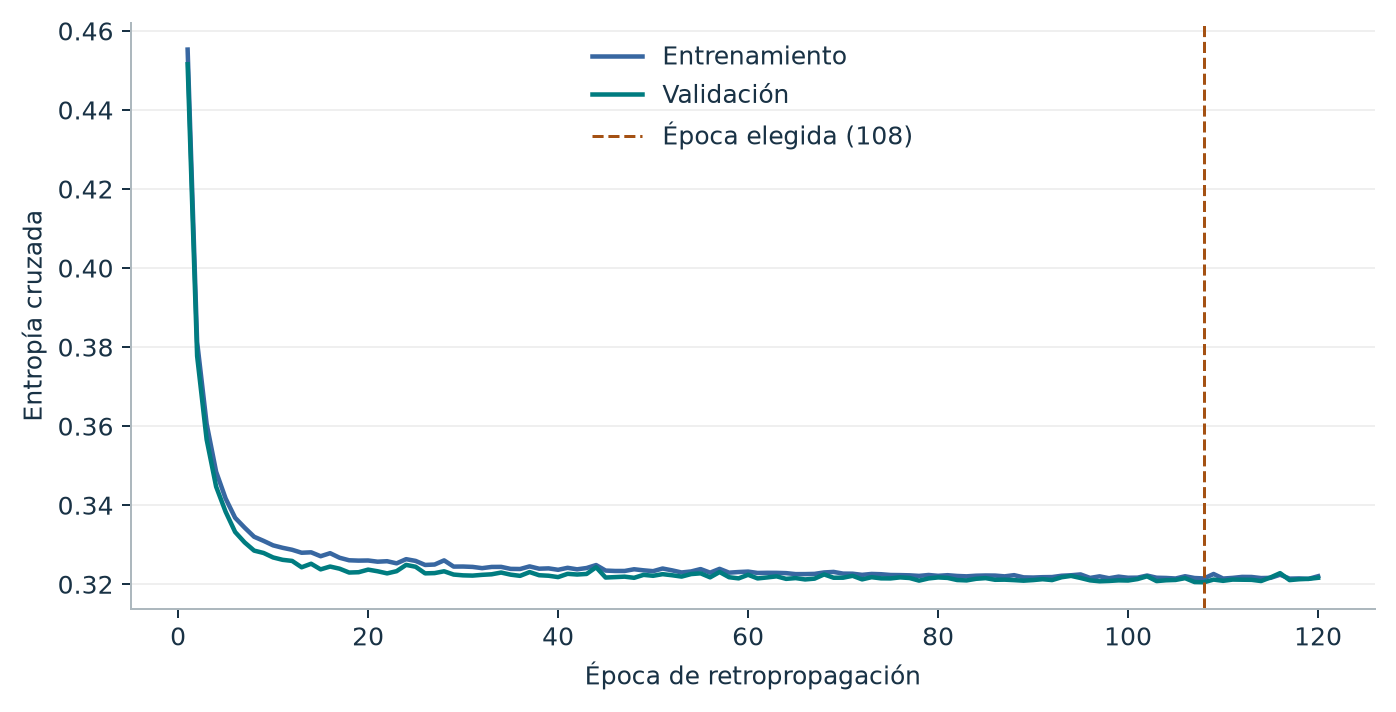 Entropía cruzada
0.46
0.44
0.42
0.40
0.38
0.36
0.34
0.32
Entrenamiento
Validación
Época elegida (108)
0 20 40 60 80 100 120
Época de retropropagación